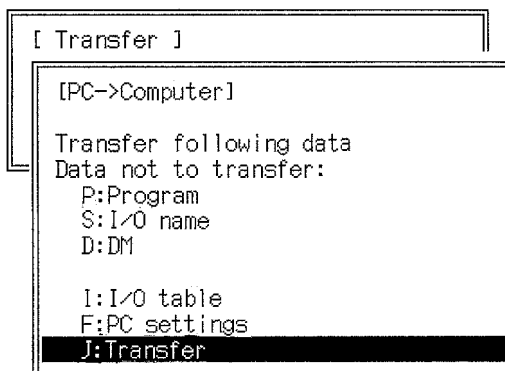 [ Transfer ]
[PC->Computer]
Transfer following data
Data not to transfer:
P:Program
S:I/O name
D:DM
I:I/O table
F:PC settings
J:Transfer